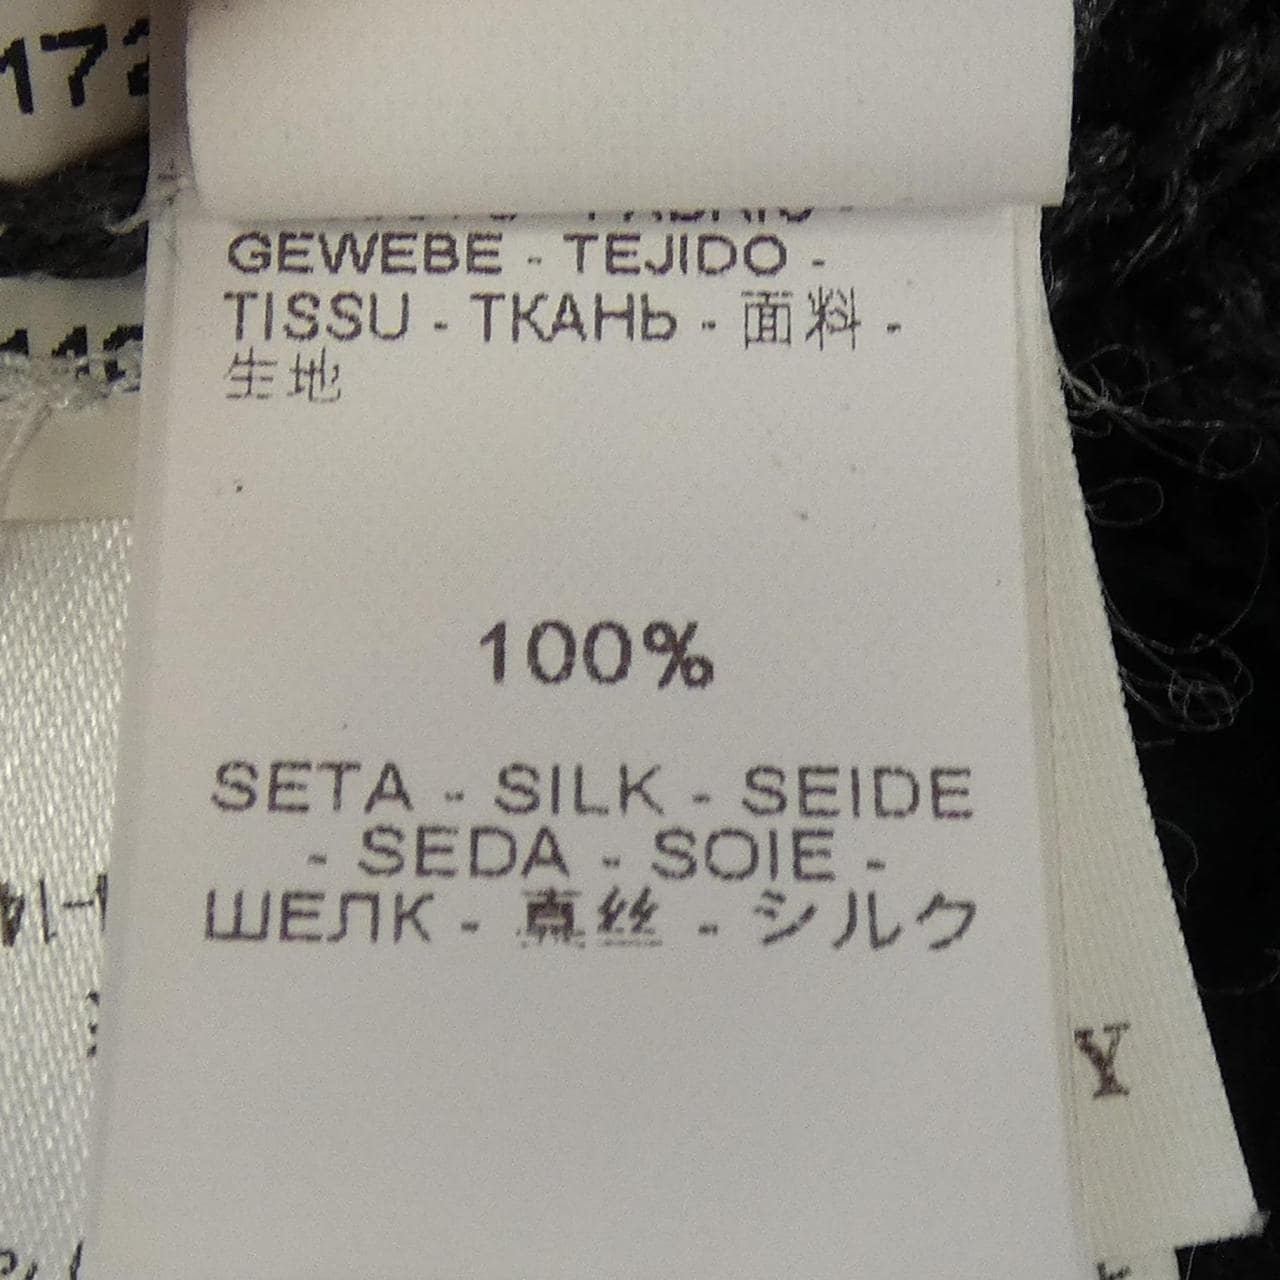 172
GEWEBE - TEJIDO -
TISSU - ТКАНЬ - 面料 -
生地
100%
SETA - SILK - SEIDE
- SEDA - SOIE -
ШЕЛК - 真丝 - シルク
Y